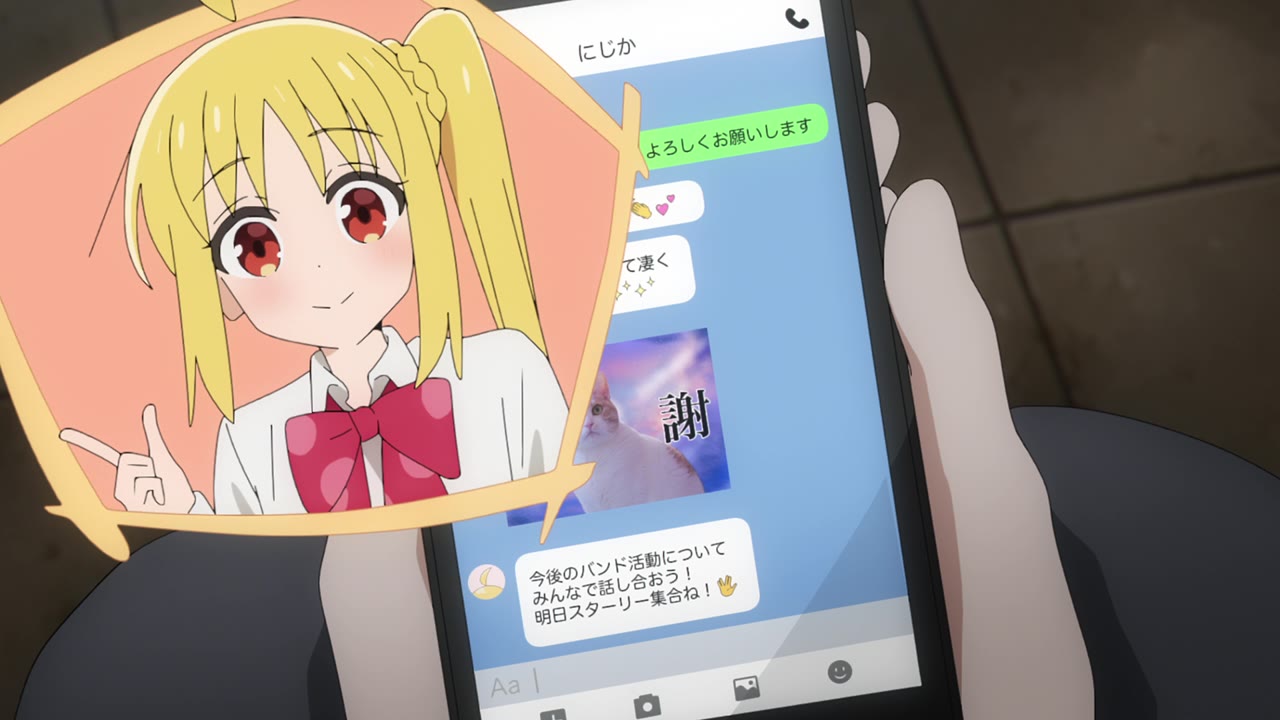 にじか
よろしくお願いします
て凄く
謝
今後のバンド活動について
みんなで話し合おう！
明日スターリー集合ね！🖖
Aa